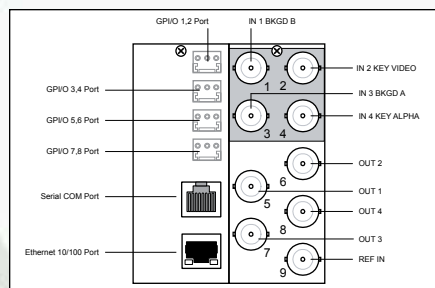 GPI/O 1,2 Port
IN 1 BKGD B
IN 2 KEY VIDEO
GPI/O 3,4 Port
1
2
IN 3 BKGD A
GPI/O 5,6 Port
IN 4 KEY ALPHA
3
4
GPI/O 7,8 Port
OUT 2
6
OUT 1
Serial COM Port
5
OUT 4
8
OUT 3
Ethernet 10/100 Port
7
REF IN
9